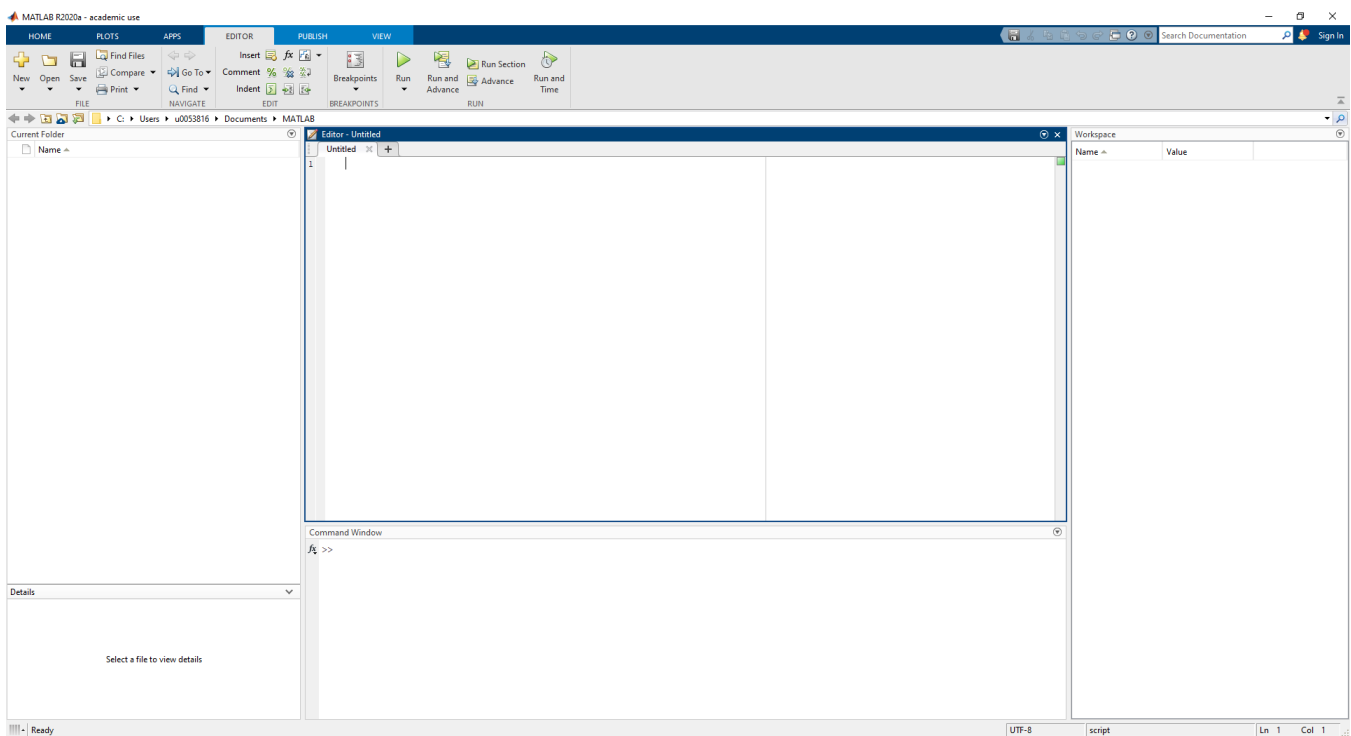 MATLAB R2020a - academic use
HOME PLOTS APPS EDITOR PUBLISH VIEW
Search Documentation
Sign In
New Open Save
Find Files
Compare
Print
FILE
Go To
Find
NAVIGATE
Insert fx
Comment %
Indent
EDIT
Breakpoints
BREAKPOINTS
Run
Run and Advance
Run Section
Advance
Run and Time
RUN
C: Users u0053816 Documents MATLAB
Current Folder
Name
Editor - Untitled
Untitled
1
Workspace
Name Value
Command Window
fx >>
Details
Select a file to view details
Ready
UTF-8 script Ln 1 Col 1